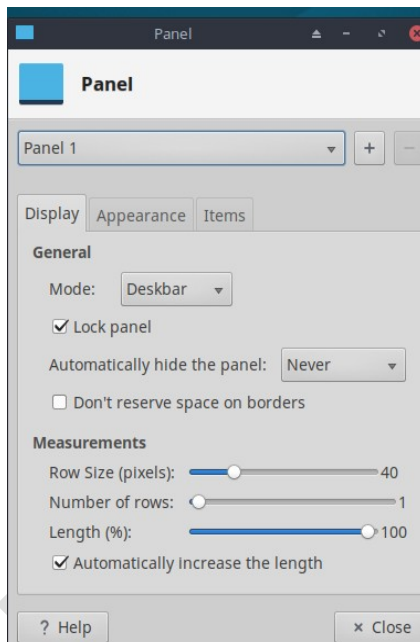 Panel
Panel
Panel 1
+ −
Display Appearance Items
General
Mode: Deskbar
Lock panel
Automatically hide the panel: Never
Don't reserve space on borders
Measurements
Row Size (pixels): 40
Number of rows: 1
Length (%): 100
Automatically increase the length
? Help × Close